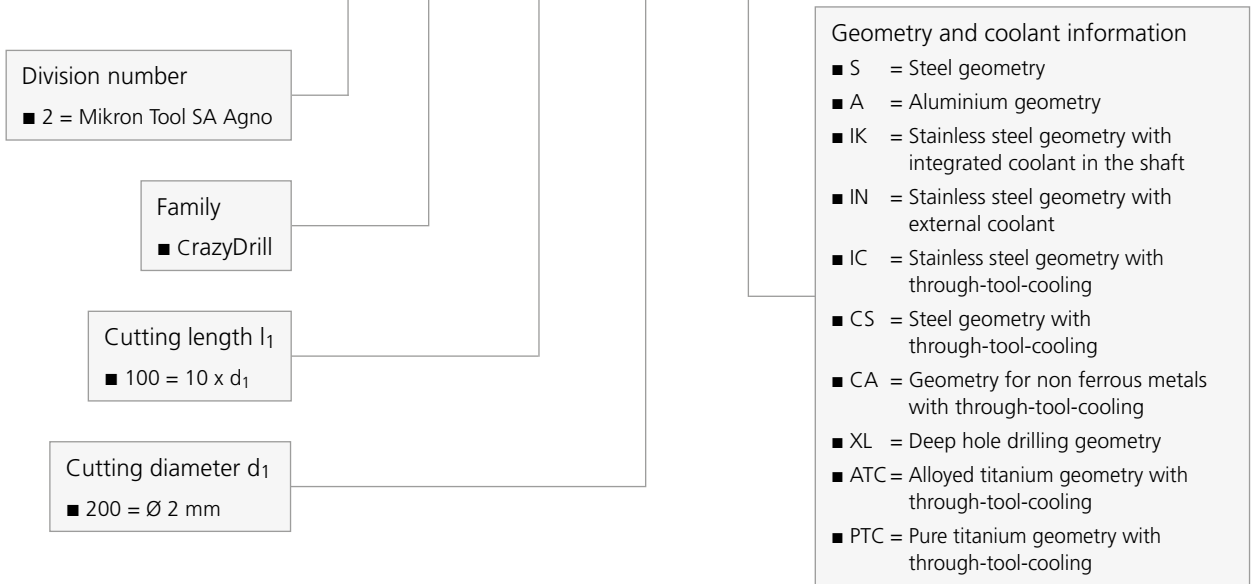 Division number
■ 2 = Mikron Tool SA Agno
Family
■ CrazyDrill
Cutting length l1
■ 100 = 10 x d1
Cutting diameter d1
■ 200 = Ø 2 mm
Geometry and coolant information
■ S = Steel geometry
■ A = Aluminium geometry
■ IK = Stainless steel geometry with
integrated coolant in the shaft
■ IN = Stainless steel geometry with
external coolant
■ IC = Stainless steel geometry with
through-tool-cooling
■ CS = Steel geometry with
through-tool-cooling
■ CA = Geometry for non ferrous metals
with through-tool-cooling
■ XL = Deep hole drilling geometry
■ ATC = Alloyed titanium geometry with
through-tool-cooling
■ PTC = Pure titanium geometry with
through-tool-cooling